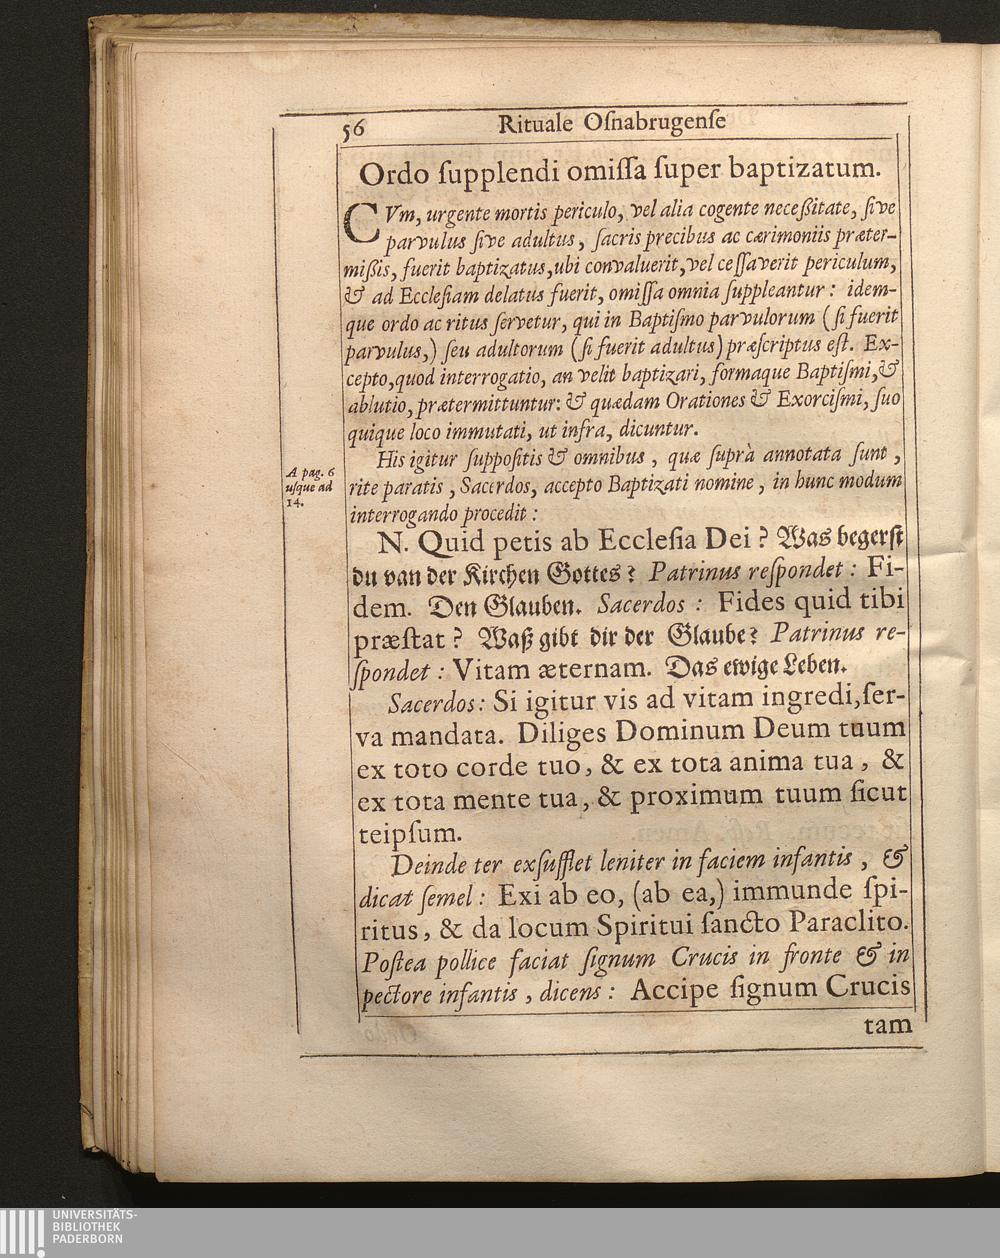 56 Rituale Oſnabrugenſe
Ordo ſupplendi omiſſa ſuper baptizatum.
CVm, urgente mortis periculo, vel alia cogente neceßitate, ſive
parvulus ſive adultus, ſacris precibus ac cærimoniis præter-
mißis, fuerit baptizatus, ubi convaluerit, vel ceſſaverit periculum,
& ad Eccleſiam delatus fuerit, omiſſa omnia ſuppleantur: idem-
que ordo ac ritus ſervetur, qui in Baptiſmo parvulorum (ſi fuerit
parvulus,) ſeu adultorum (ſi fuerit adultus) præſcriptus eſt. Ex-
cepto, quod interrogatio, an velit baptizari, formaque Baptiſmi, &
ablutio, prætermittuntur: & quædam Orationes & Exorciſmi, ſuo
quique loco immutati, ut infra, dicuntur.
His igitur ſuppoſitis & omnibus, quæ ſuprà annotata ſunt,
A pag. 6
uſque ad
14.
rite paratis, Sacerdos, accepto Baptizati nomine, in hunc modum
interrogando procedit:
N. Quid petis ab Eccleſia Dei? Was begerſt
du van der Kirchen Gottes? Patrinus reſpondet: Fi-
dem. Den Glauben. Sacerdos: Fides quid tibi
præſtat? Waß gibt dir der Glaube? Patrinus re-
ſpondet: Vitam æternam. Das ewige Leben.
Sacerdos: Si igitur vis ad vitam ingredi, ſer-
va mandata. Diliges Dominum Deum tuum
ex toto corde tuo, & ex tota anima tua, &
ex tota mente tua, & proximum tuum ſicut
teipſum.
Deinde ter exſufflet leniter in faciem infantis, &
dicat ſemel: Exi ab eo, (ab ea,) immunde ſpi-
ritus, & da locum Spiritui ſancto Paraclito.
Poſtea pollice faciat ſignum Crucis in fronte & in
pectore infantis, dicens: Accipe ſignum Crucis
tam
UNIVERSITÄTS-
BIBLIOTHEK
PADERBORN